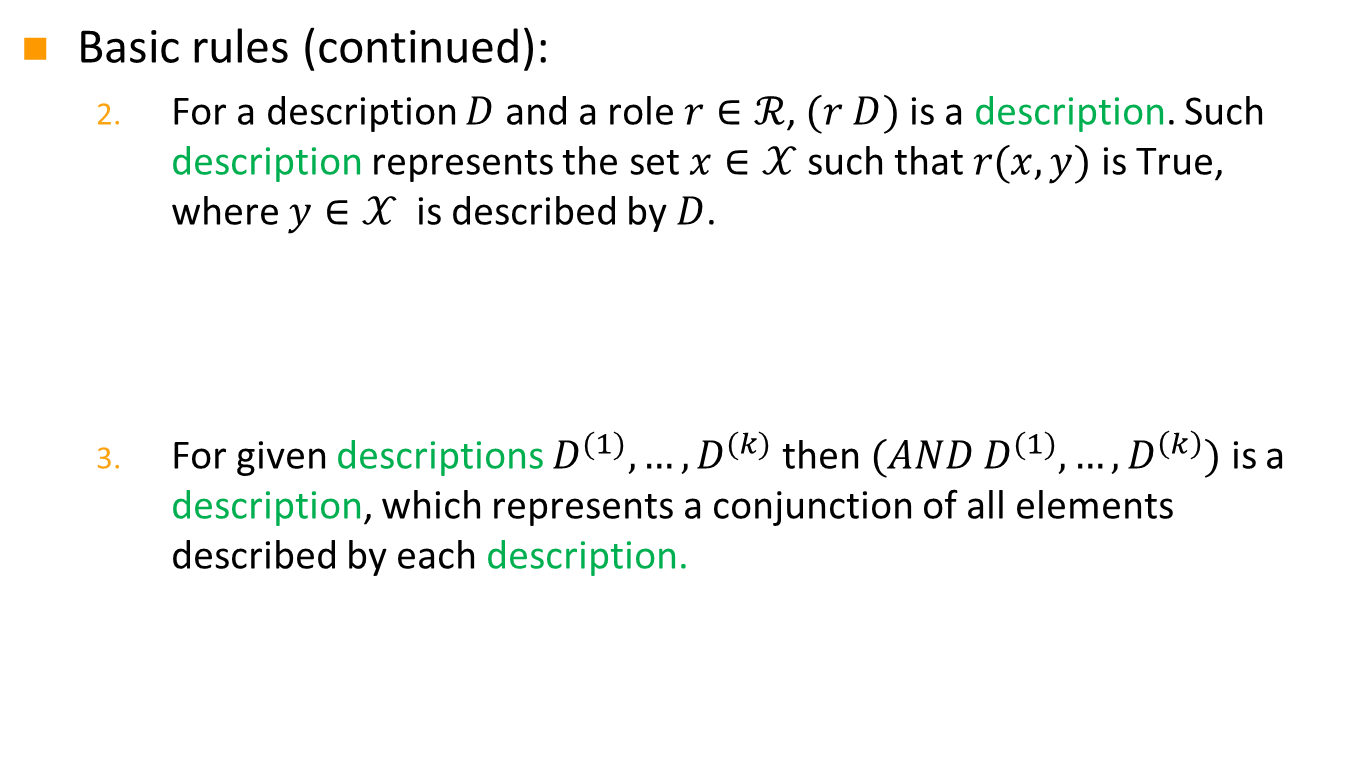 ■ Basic rules (continued):
2. For a description 𝐷 and a role 𝑟 ∈ ℛ, (𝑟 𝐷) is a description. Such
description represents the set 𝑥 ∈ 𝒳 such that 𝑟(𝑥, 𝑦) is True,
where 𝑦 ∈ 𝒳 is described by 𝐷.
3. For given descriptions 𝐷⁽¹⁾, … , 𝐷⁽ᵏ⁾ then (𝐴𝑁𝐷 𝐷⁽¹⁾, … , 𝐷⁽ᵏ⁾) is a
description, which represents a conjunction of all elements
described by each description.